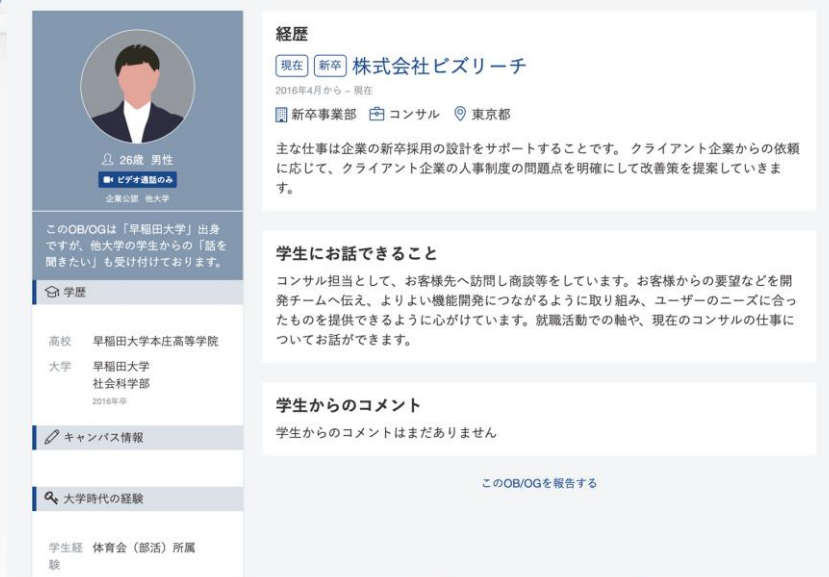 26歳 男性
ビデオ通話のみ
企業公認 他大学
このOB/OGは「早稲田大学」出身
ですが、他大学の学生からの「話を
聞きたい」も受け付けております。
学歴
高校 早稲田大学本庄高等学院
大学 早稲田大学
社会科学部
2016年卒
キャンパス情報
大学時代の経験
学生経 体育会（部活）所属
験
経歴
現在 新卒 株式会社ビズリーチ
2016年4月から – 現在
新卒事業部 コンサル 東京都
主な仕事は企業の新卒採用の設計をサポートすることです。 クライアント企業からの依頼
に応じて、クライアント企業の人事制度の問題点を明確にして改善策を提案していきま
す。
学生にお話できること
コンサル担当として、お客様先へ訪問し商談等をしています。お客様からの要望などを開
発チームへ伝え、よりよい機能開発につながるように取り組み、ユーザーのニーズに合っ
たものを提供できるように心がけています。就職活動での軸や、現在のコンサルの仕事に
ついてお話ができます。
学生からのコメント
学生からのコメントはまだありません
このOB/OGを報告する